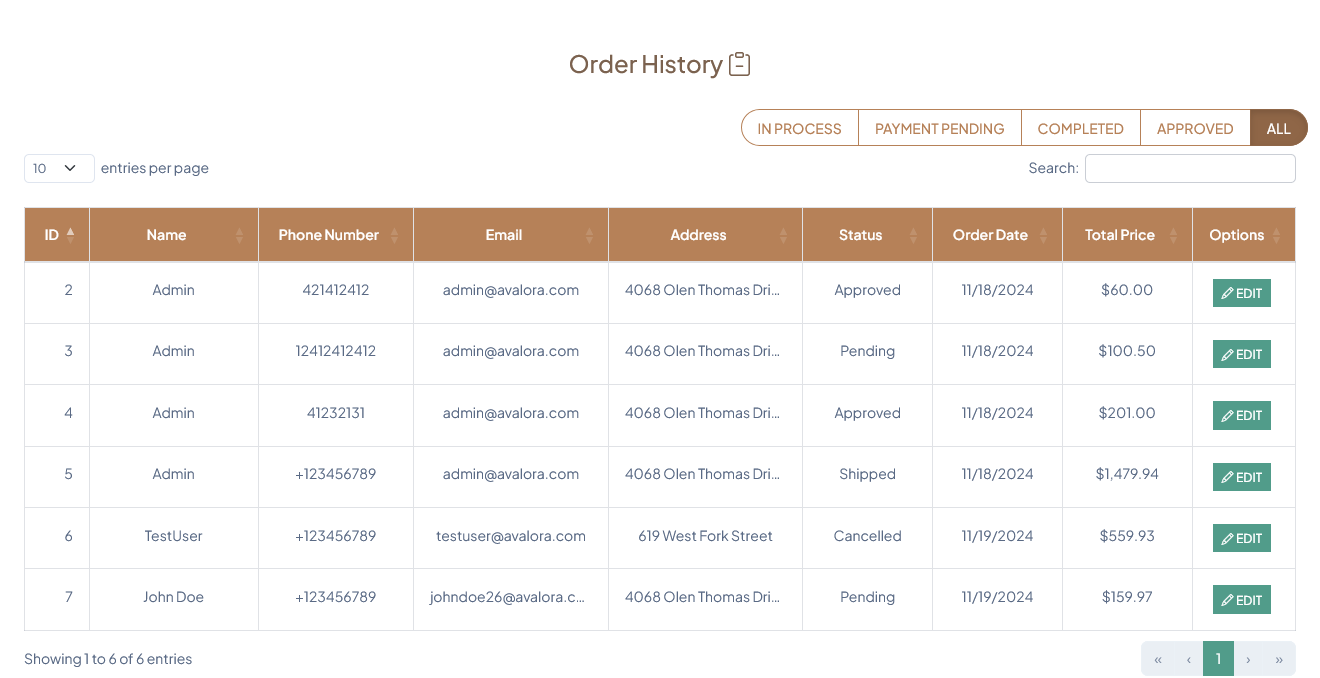 Order History
IN PROCESS PAYMENT PENDING COMPLETED APPROVED ALL
10 entries per page Search:
ID Name Phone Number Email Address Status Order Date Total Price Options
2 Admin 421412412 admin@avalora.com 4068 Olen Thomas Dri... Approved 11/18/2024 $60.00 EDIT
3 Admin 12412412412 admin@avalora.com 4068 Olen Thomas Dri... Pending 11/18/2024 $100.50 EDIT
4 Admin 41232131 admin@avalora.com 4068 Olen Thomas Dri... Approved 11/18/2024 $201.00 EDIT
5 Admin +123456789 admin@avalora.com 4068 Olen Thomas Dri... Shipped 11/18/2024 $1,479.94 EDIT
6 TestUser +123456789 testuser@avalora.com 619 West Fork Street Cancelled 11/19/2024 $559.93 EDIT
7 John Doe +123456789 johndoe26@avalora.c... 4068 Olen Thomas Dri... Pending 11/19/2024 $159.97 EDIT
Showing 1 to 6 of 6 entries « ‹ 1 › »